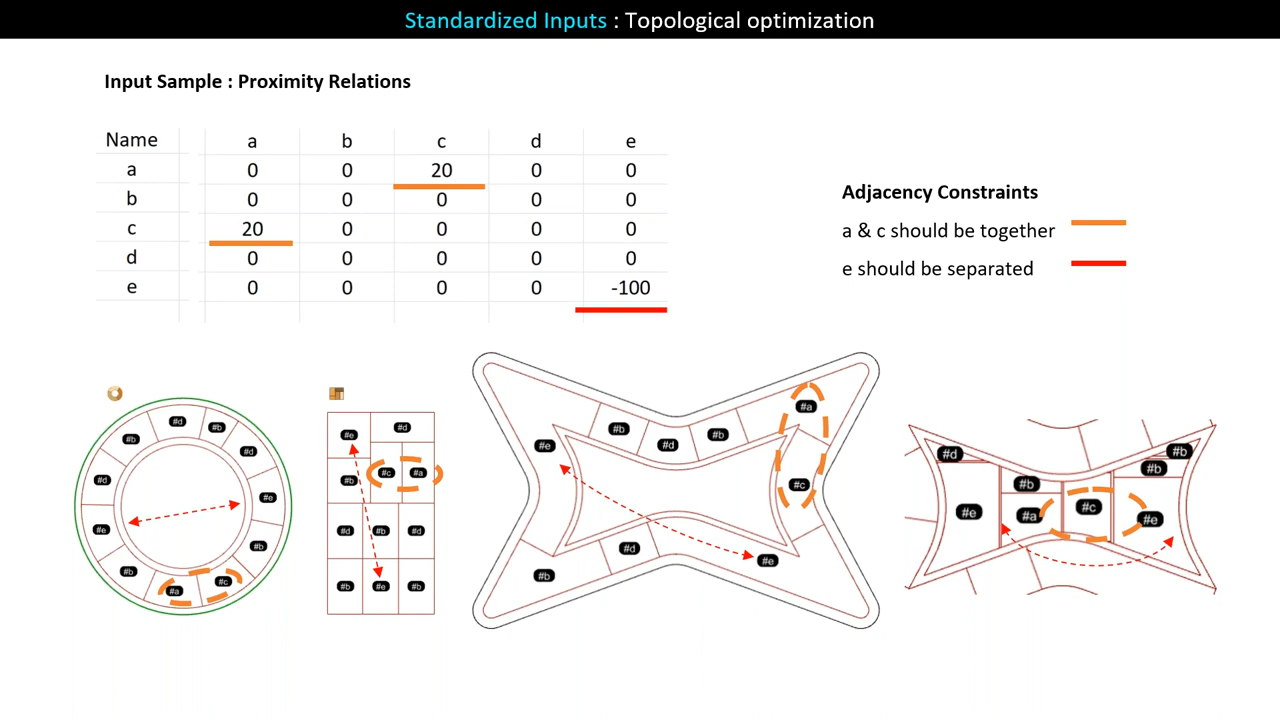 Standardized Inputs : Topological optimization
Input Sample : Proximity Relations
Name a b c d e
a 0 0 20 0 0
b 0 0 0 0 0
c 20 0 0 0 0
d 0 0 0 0 0
e 0 0 0 0 -100
Adjacency Constraints
a & c should be together
e should be separated
#d
#b
#b
#d
#d
#e
#e
#b
#b
#a
#c
#e
#d
#b
#c
#a
#d
#b
#d
#b
#e
#b
#a
#b
#d
#b
#e
#c
#d
#e
#b
#d
#b
#b
#b
#e
#a
#c
#e